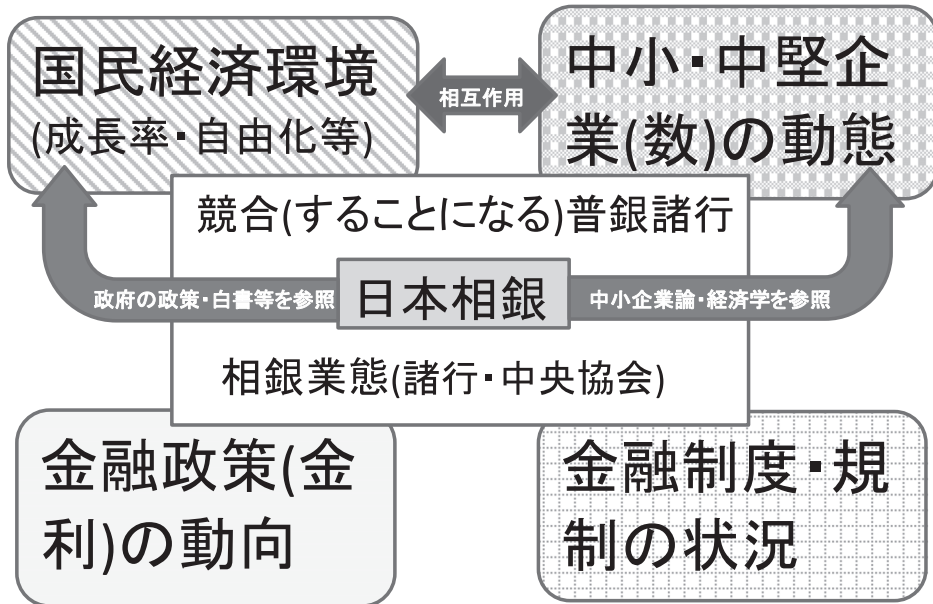 国民経済環境
(成長率・自由化等)
相互作用
中小・中堅企
業(数)の動態
競合(することになる)普銀諸行
政府の政策・白書等を参照
日本相銀
中小企業論・経済学を参照
相銀業態(諸行・中央協会)
金融政策(金
利)の動向
金融制度・規
制の状況